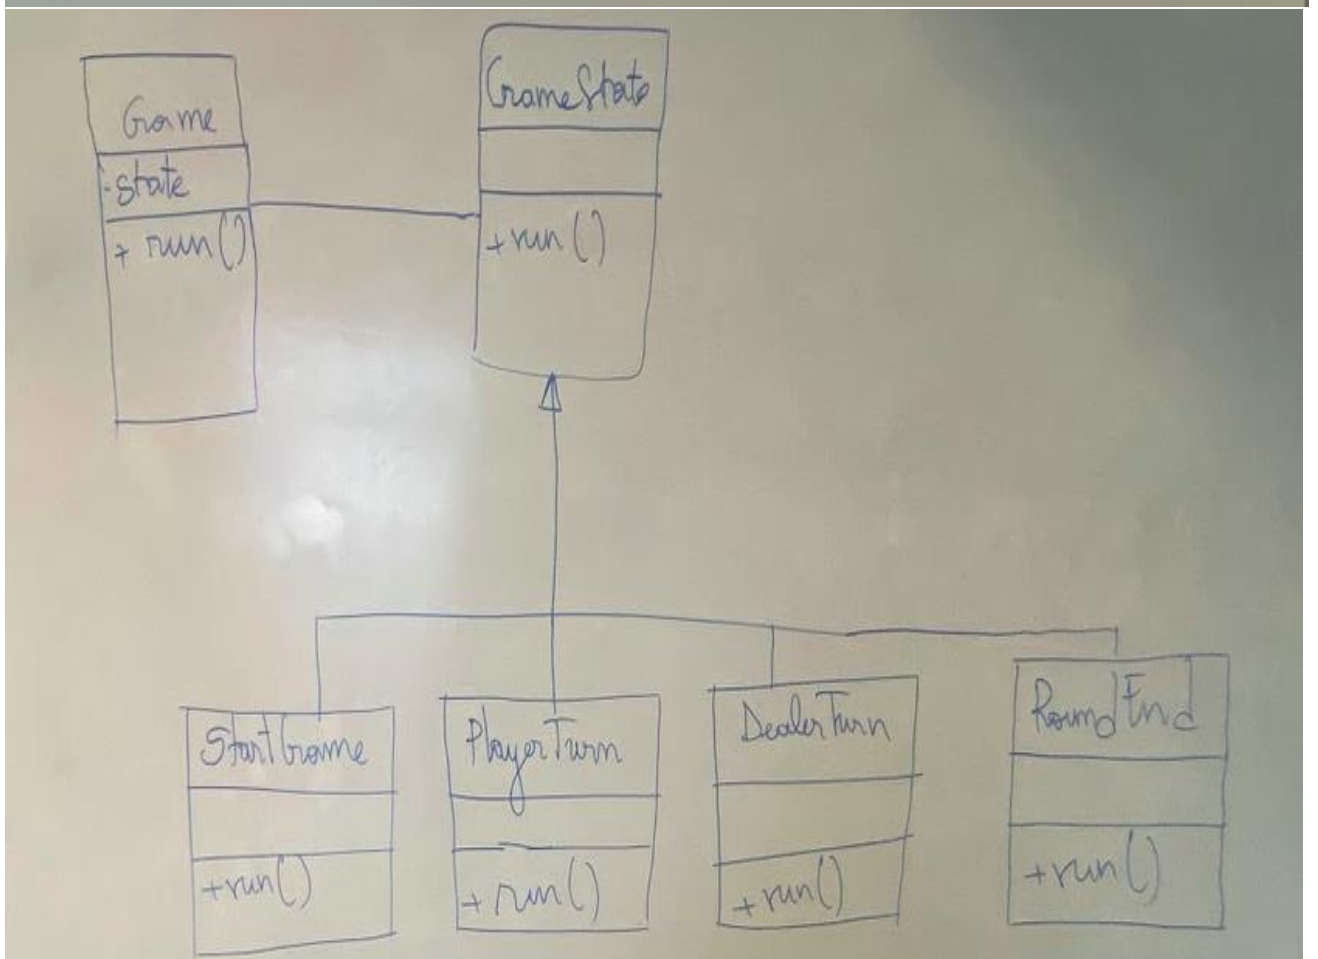 Game
-state
+ run()
GameState
+run()
StartGame
+run()
PlayerTurn
+ run()
DealerTurn
+run()
RoundEnd
+run()